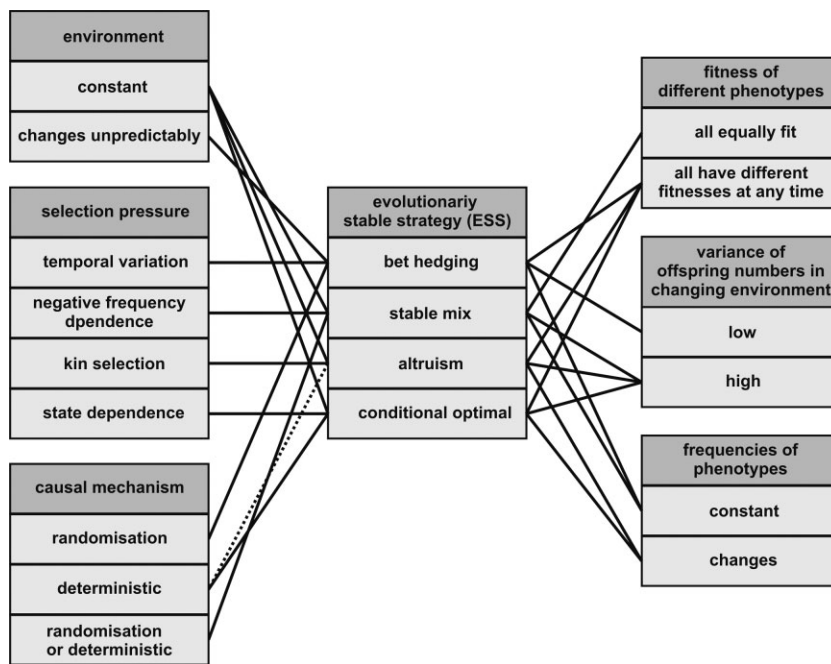 environment
constant
changes unpredictably
selection pressure
temporal variation
negative frequency
dpendence
kin selection
state dependence
causal mechanism
randomisation
deterministic
randomisation
or deterministic
evolutionariy
stable strategy (ESS)
bet hedging
stable mix
altruism
conditional optimal
fitness of
different phenotypes
all equally fit
all have different
fitnesses at any time
variance of
offspring numbers in
changing environment
low
high
frequencies of
phenotypes
constant
changes